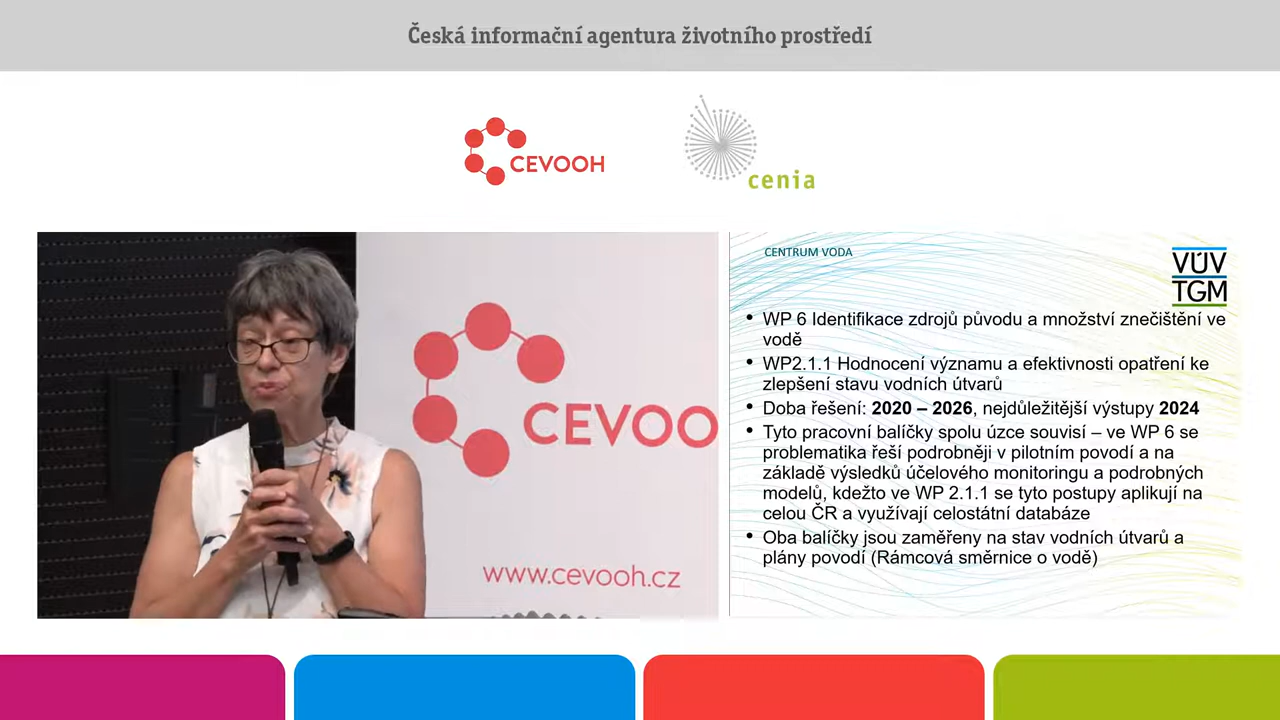 Česká informační agentura životního prostředí
CEVOOH
cenia
CEVOO
www.cevooh.cz
CENTRUM VODA
VÚV
TGM
• WP 6 Identifikace zdrojů původu a množství znečištění ve
vodě
• WP2.1.1 Hodnocení významu a efektivnosti opatření ke
zlepšení stavu vodních útvarů
• Doba řešení: 2020 – 2026, nejdůležitější výstupy 2024
• Tyto pracovní balíčky spolu úzce souvisí – ve WP 6 se
problematika řeší podrobněji v pilotním povodí a na
základě výsledků účelového monitoringu a podrobných
modelů, kdežto ve WP 2.1.1 se tyto postupy aplikují na
celou ČR a využívají celostátní databáze
• Oba balíčky jsou zaměřeny na stav vodních útvarů a
plány povodí (Rámcová směrnice o vodě)